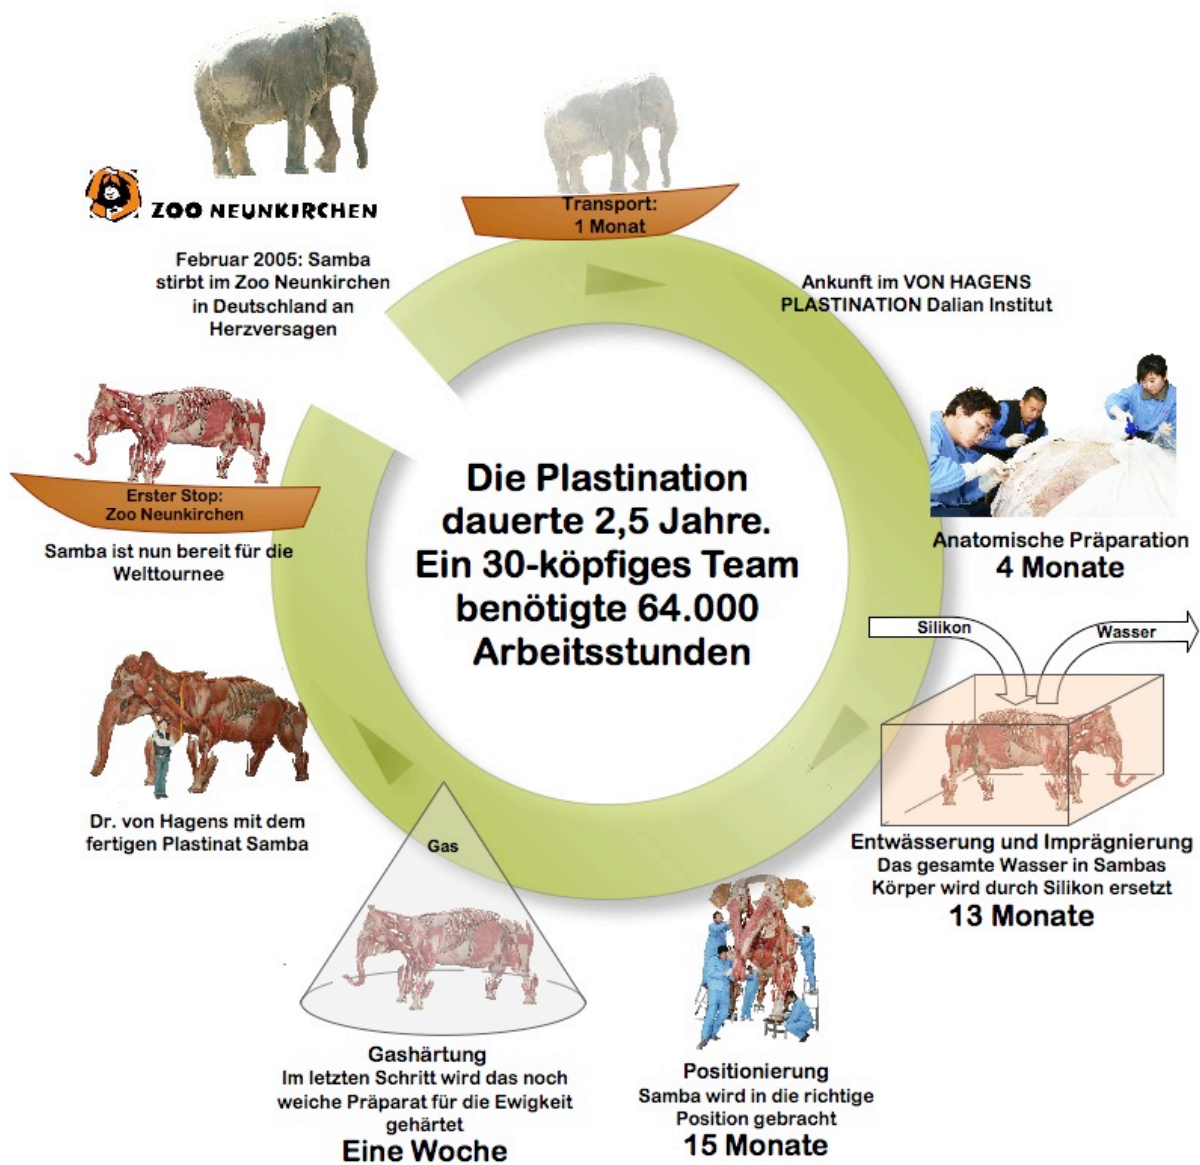 ZOO NEUNKIRCHEN
Februar 2005: Samba
stirbt im Zoo Neunkirchen
in Deutschland an
Herzversagen
Transport:
1 Monat
Ankunft im VON HAGENS
PLASTINATION Dalian Institut
Anatomische Präparation
4 Monate
Silikon
Wasser
Entwässerung und Imprägnierung
Das gesamte Wasser in Sambas
Körper wird durch Silikon ersetzt
13 Monate
Positionierung
Samba wird in die richtige
Position gebracht
15 Monate
Gas
Gashärtung
Im letzten Schritt wird das noch
weiche Präparat für die Ewigkeit
gehärtet
Eine Woche
Dr. von Hagens mit dem
fertigen Plastinat Samba
Erster Stop:
Zoo Neunkirchen
Samba ist nun bereit für die
Welttournee
Die Plastination
dauerte 2,5 Jahre.
Ein 30-köpfiges Team
benötigte 64.000
Arbeitsstunden